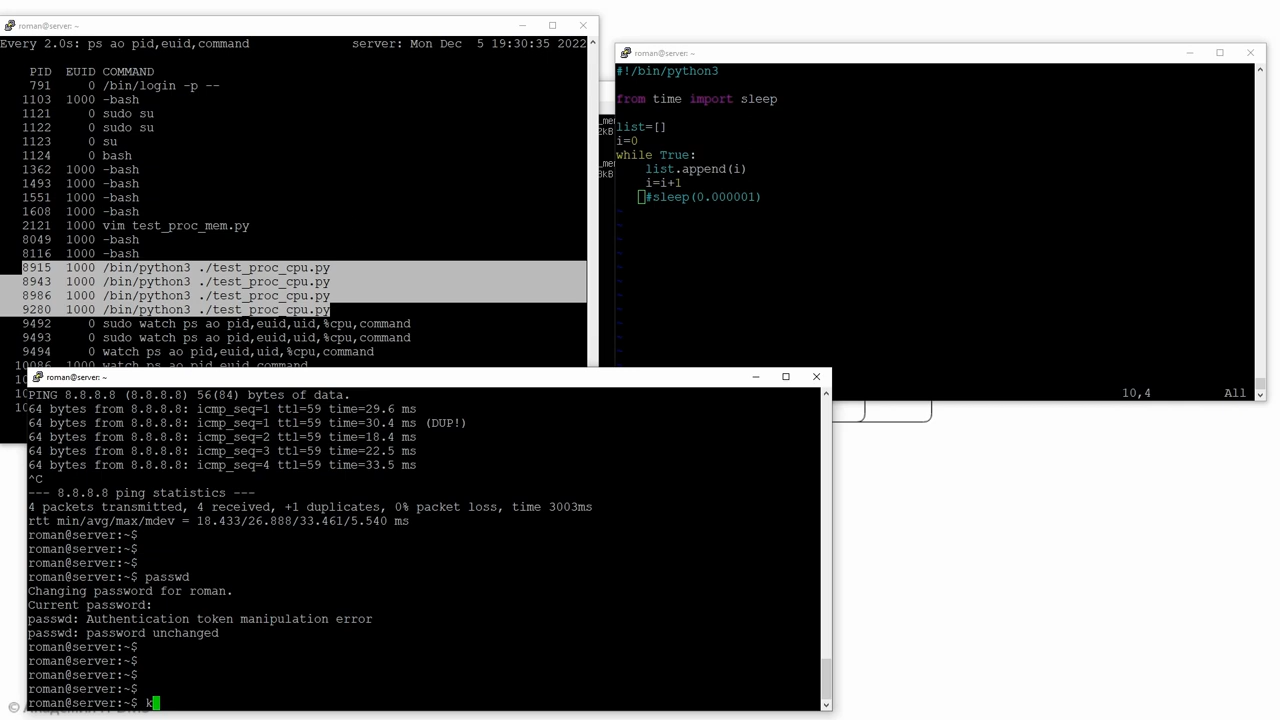 roman@server: ~
Every 2.0s: ps ao pid,euid,command server: Mon Dec 5 19:30:35 2022
PID EUID COMMAND
791 0 /bin/login -p --
1103 1000 -bash
1121 0 sudo su
1122 0 sudo su
1123 0 su
1124 0 bash
1362 1000 -bash
1493 1000 -bash
1551 1000 -bash
1608 1000 -bash
2121 1000 vim test_proc_mem.py
8049 1000 -bash
8116 1000 -bash
8915 1000 /bin/python3 ./test_proc_cpu.py
8943 1000 /bin/python3 ./test_proc_cpu.py
8986 1000 /bin/python3 ./test_proc_cpu.py
9280 1000 /bin/python3 ./test_proc_cpu.py
9492 0 sudo watch ps ao pid,euid,uid,%cpu,command
9493 0 sudo watch ps ao pid,euid,uid,%cpu,command
9494 0 watch ps ao pid,euid,uid,%cpu,command
10086 1000 watch ps ao pid,euid,command
roman@server: ~
#!/bin/python3
from time import sleep
list=[]
i=0
while True:
list.append(i)
i=i+1
#sleep(0.000001)
~
~
~
~
~
~
~
~
~
~
~
10,4 All
roman@server: ~
PING 8.8.8.8 (8.8.8.8) 56(84) bytes of data.
64 bytes from 8.8.8.8: icmp_seq=1 ttl=59 time=29.6 ms
64 bytes from 8.8.8.8: icmp_seq=1 ttl=59 time=30.4 ms (DUP!)
64 bytes from 8.8.8.8: icmp_seq=2 ttl=59 time=18.4 ms
64 bytes from 8.8.8.8: icmp_seq=3 ttl=59 time=22.5 ms
64 bytes from 8.8.8.8: icmp_seq=4 ttl=59 time=33.5 ms
^C
--- 8.8.8.8 ping statistics ---
4 packets transmitted, 4 received, +1 duplicates, 0% packet loss, time 3003ms
rtt min/avg/max/mdev = 18.433/26.888/33.461/5.540 ms
roman@server:~$
roman@server:~$
roman@server:~$
roman@server:~$ passwd
Changing password for roman.
Current password:
passwd: Authentication token manipulation error
passwd: password unchanged
roman@server:~$
roman@server:~$
roman@server:~$
roman@server:~$
roman@server:~$ k